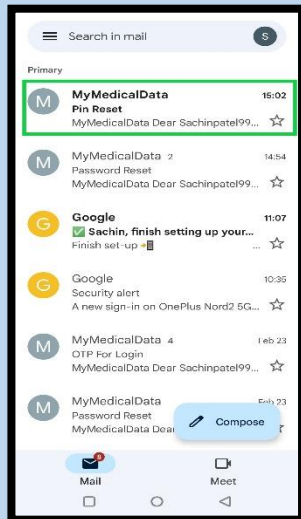 Search in mail
S
Primary
M
MyMedicalData 15:02
Pin Reset
MyMedicalData Dear Sachinpatel99...
M
MyMedicalData 2 14:54
Password Reset
MyMedicalData Dear Sachinpatel99...
G
Google 11:07
✅ Sachin, finish setting up your...
Finish set-up ...
G
Google 10:35
Security alert
A new sign-in on OnePlus Nord2 5G...
M
MyMedicalData 4 Feb 23
OTP For Login
MyMedicalData Dear Sachinpatel99...
M
MyMedicalData Feb 23
Password Reset
MyMedicalData Dear
Compose
Mail Meet